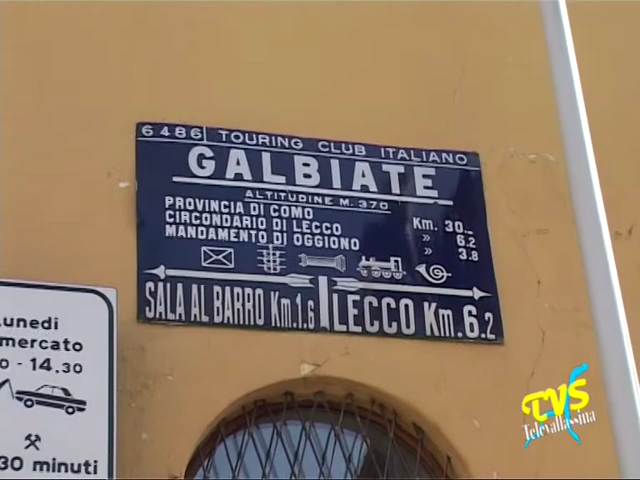 6486 TOURING CLUB ITALIANO
GALBIATE
ALTITUDINE M. 370
PROVINCIA DI COMO Km. 30
CIRCONDARIO DI LECCO » 6.2
MANDAMENTO DI OGGIONO » 3.8
SALA AL BARRO Km.1.6 LECCO Km.6.2
Lunedi
mercato
0 - 14.30
30 minuti
TVS
Televallassina